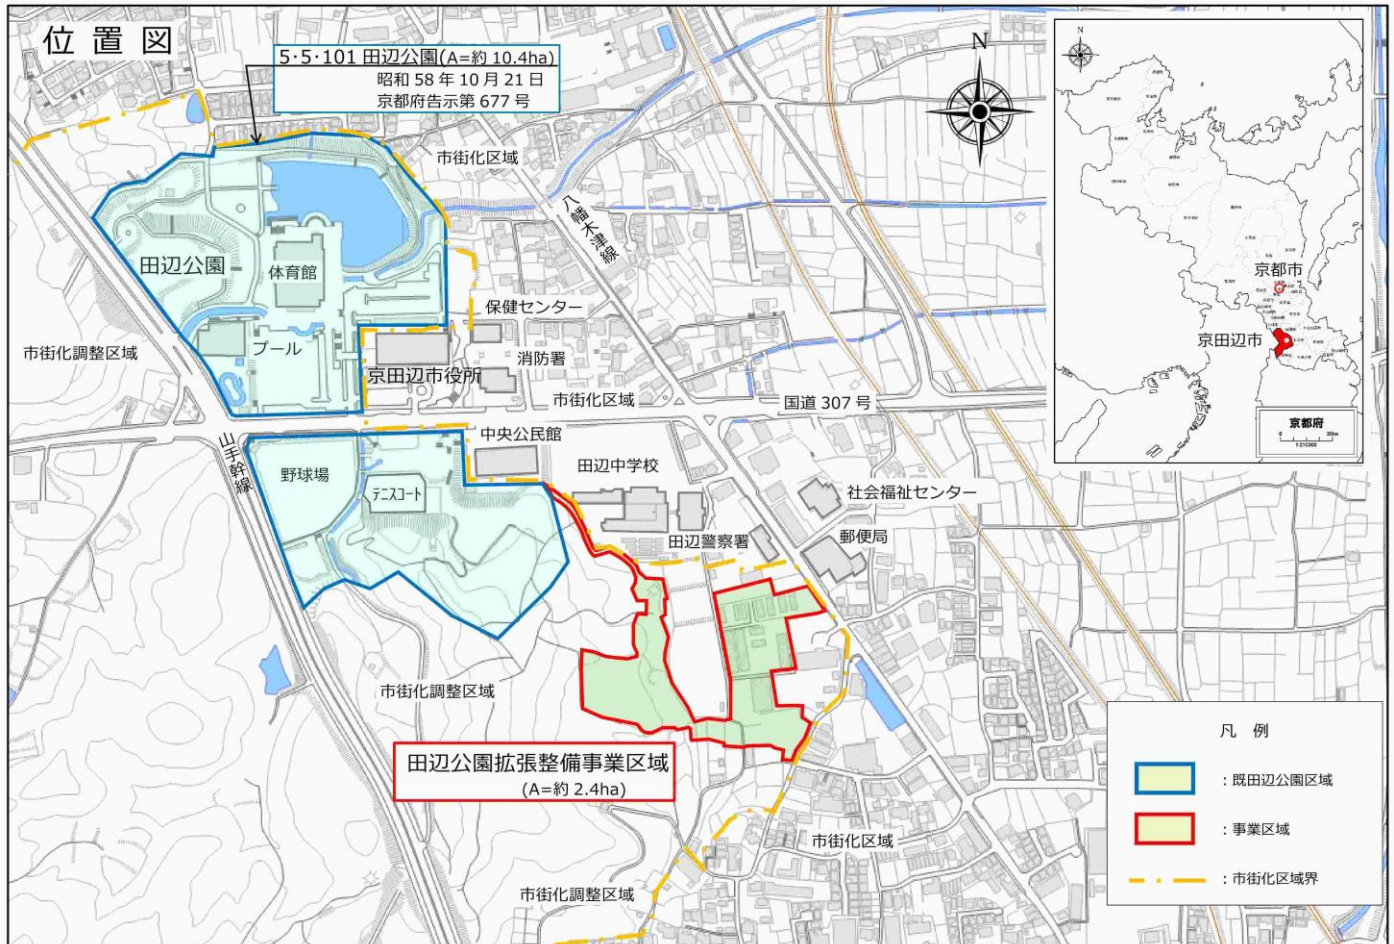 位置図
5・5・101 田辺公園(A=約 10.4ha)
昭和 58 年 10 月 21 日
京都府告示第 677 号
N
N
市街化区域
八幡木津線
田辺公園
体育館
京都市
保健センター
京田辺市
市街化調整区域
プール
消防署
京田辺市役所
市街化区域
国道 307 号
京都府
山手幹線
中央公民館
野球場
田辺中学校
テニスコート
社会福祉センター
田辺警察署
郵便局
市街化調整区域
田辺公園拡張整備事業区域
(A=約 2.4ha)
凡 例
: 既田辺公園区域
: 事業区域
: 市街化区域界
市街化区域
市街化調整区域